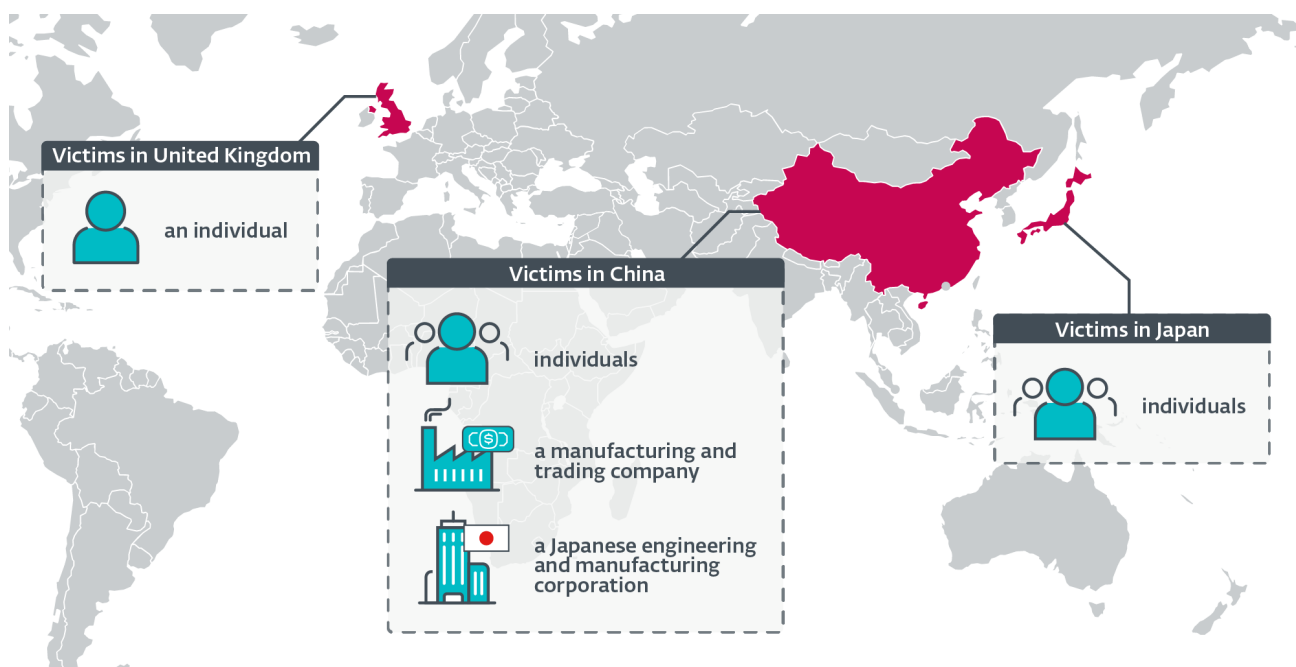 Victims in United Kingdom
an individual
Victims in China
individuals
a manufacturing and
trading company
a Japanese engineering
and manufacturing
corporation
Victims in Japan
individuals